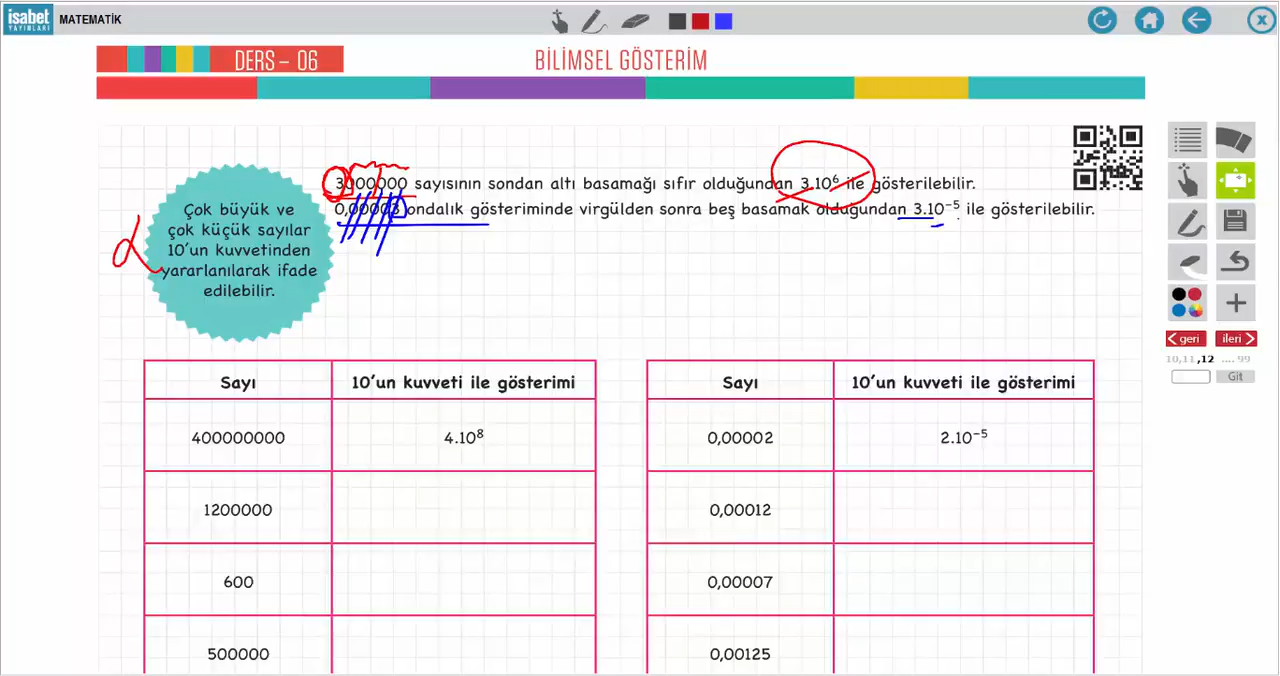 isabet
YAYINLARI
MATEMATİK
DERS – 06
BİLİMSEL GÖSTERİM
Çok büyük ve
çok küçük sayılar
10'un kuvvetinden
yararlanılarak ifade
edilebilir.
3000000 sayısının sondan altı basamağı sıfır olduğundan 3.10⁶ ile gösterilebilir.
0,00003 ondalık gösteriminde virgülden sonra beş basamak olduğundan 3.10⁻⁵ ile gösterilebilir.
Sayı 10'un kuvveti ile gösterimi
400000000 4.10⁸
1200000
600
500000
Sayı 10'un kuvveti ile gösterimi
0,00002 2.10⁻⁵
0,00012
0,00007
0,00125
geri ileri
10,11,12 .... 99
Git